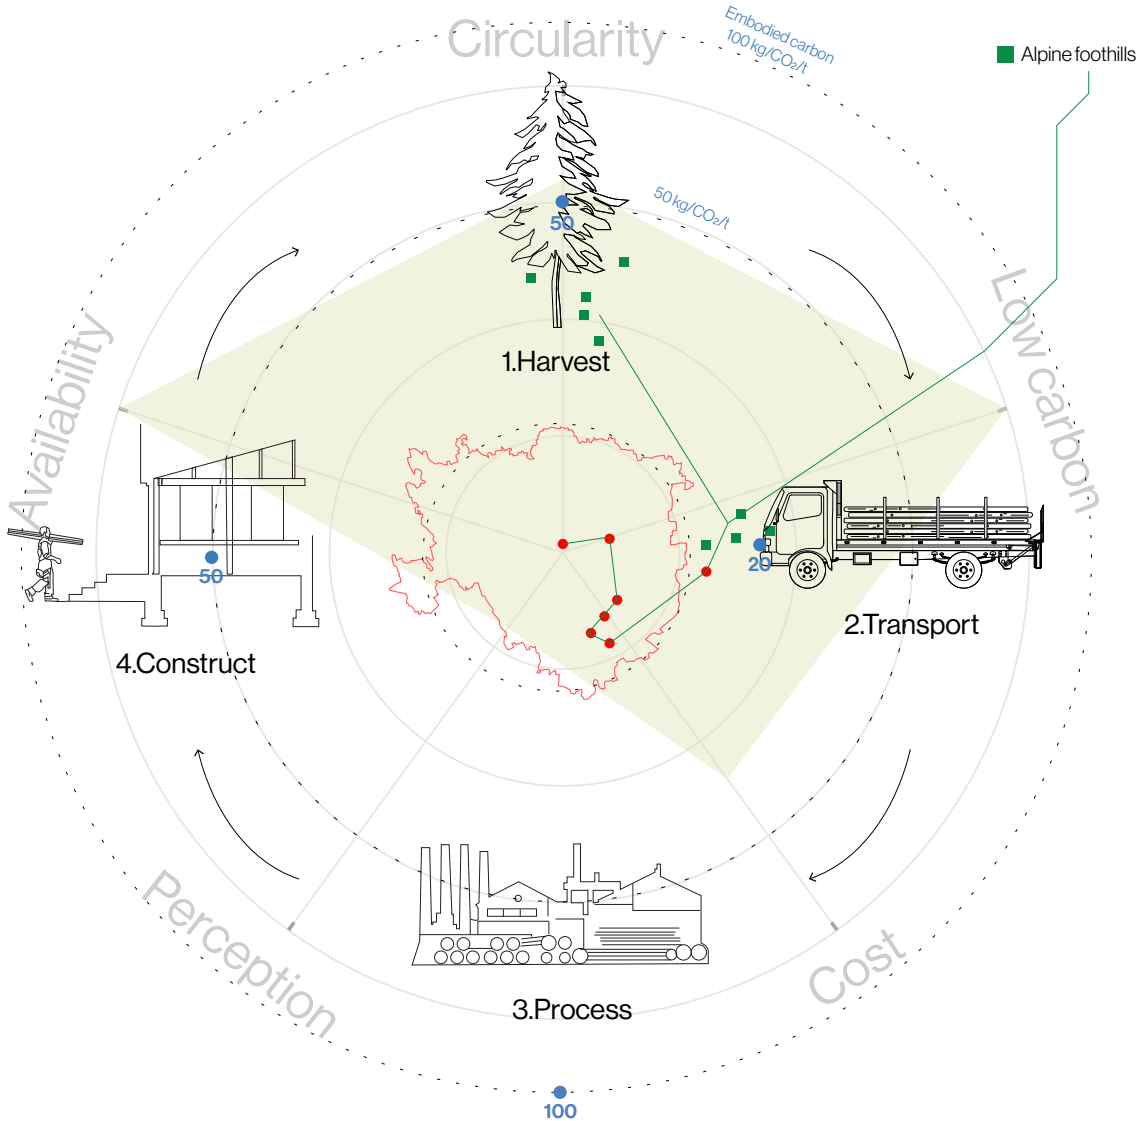 Circularity
Embodied carbon
100 kg/CO₂/t
Alpine foothills
50 kg/CO₂/t
50
1.Harvest
Availability
Low carbon
50
20
2.Transport
4.Construct
Perception
Cost
3.Process
100